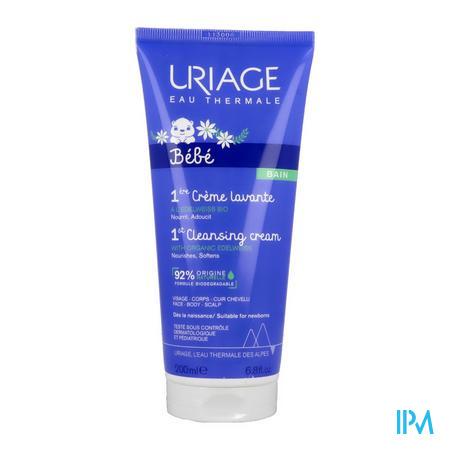 113006
URIAGE
EAU THERMALE
Bébé
BAIN
1ère Crème lavante
À L'EDELWEISS BIO
Nourrit, Adoucit
1st Cleansing cream
WITH ORGANIC EDELWEISS
Nourishes, Softens
92% ORIGINE NATURELLE
FORMULE BIODEGRADABLE
VISAGE - CORPS - CUIR CHEVELU
FACE - BODY - SCALP
Dès la naissance/ Suitable for newborns
TESTÉ SOUS CONTRÔLE
DERMATOLOGIQUE
ET PÉDIATRIQUE
URIAGE, L'EAU THERMALE DES ALPES
200ml e 6.8fl.oz
IPM